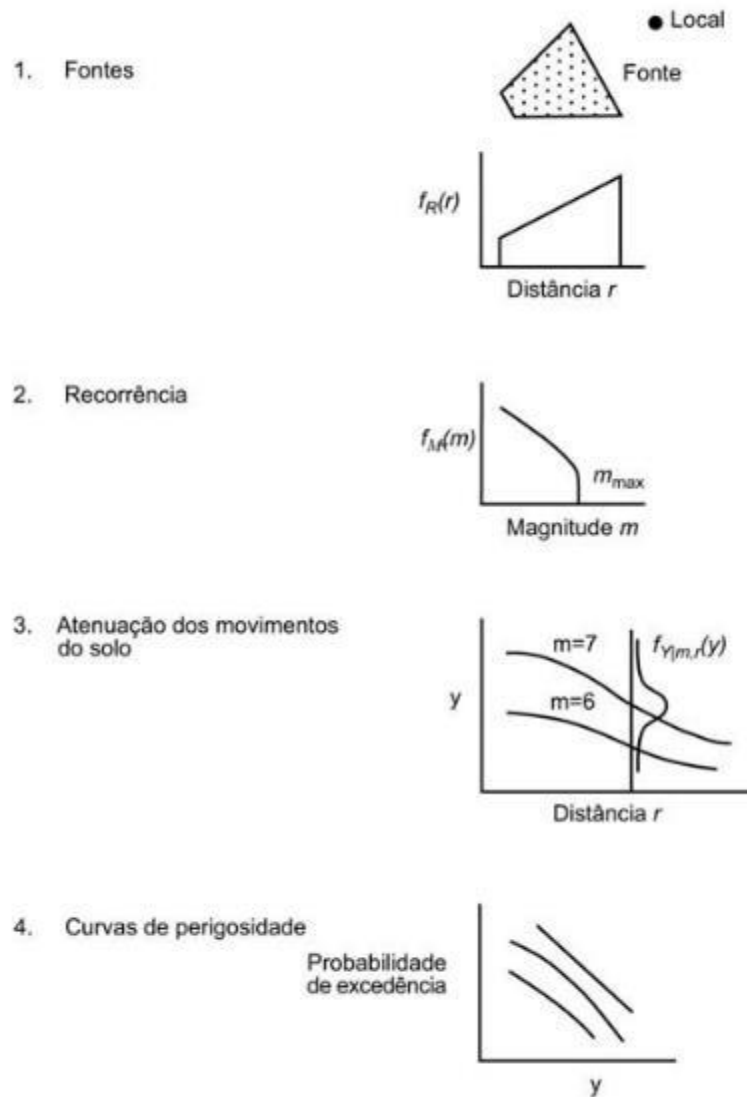 Local
1. Fontes
Fonte
f_R(r)
Distância r
2. Recorrência
f_M(m)
m_max
Magnitude m
3. Atenuação dos movimentos
do solo
m=7
f_Y|m,r(y)
m=6
y
Distância r
4. Curvas de perigosidade
Probabilidade
de excedência
y